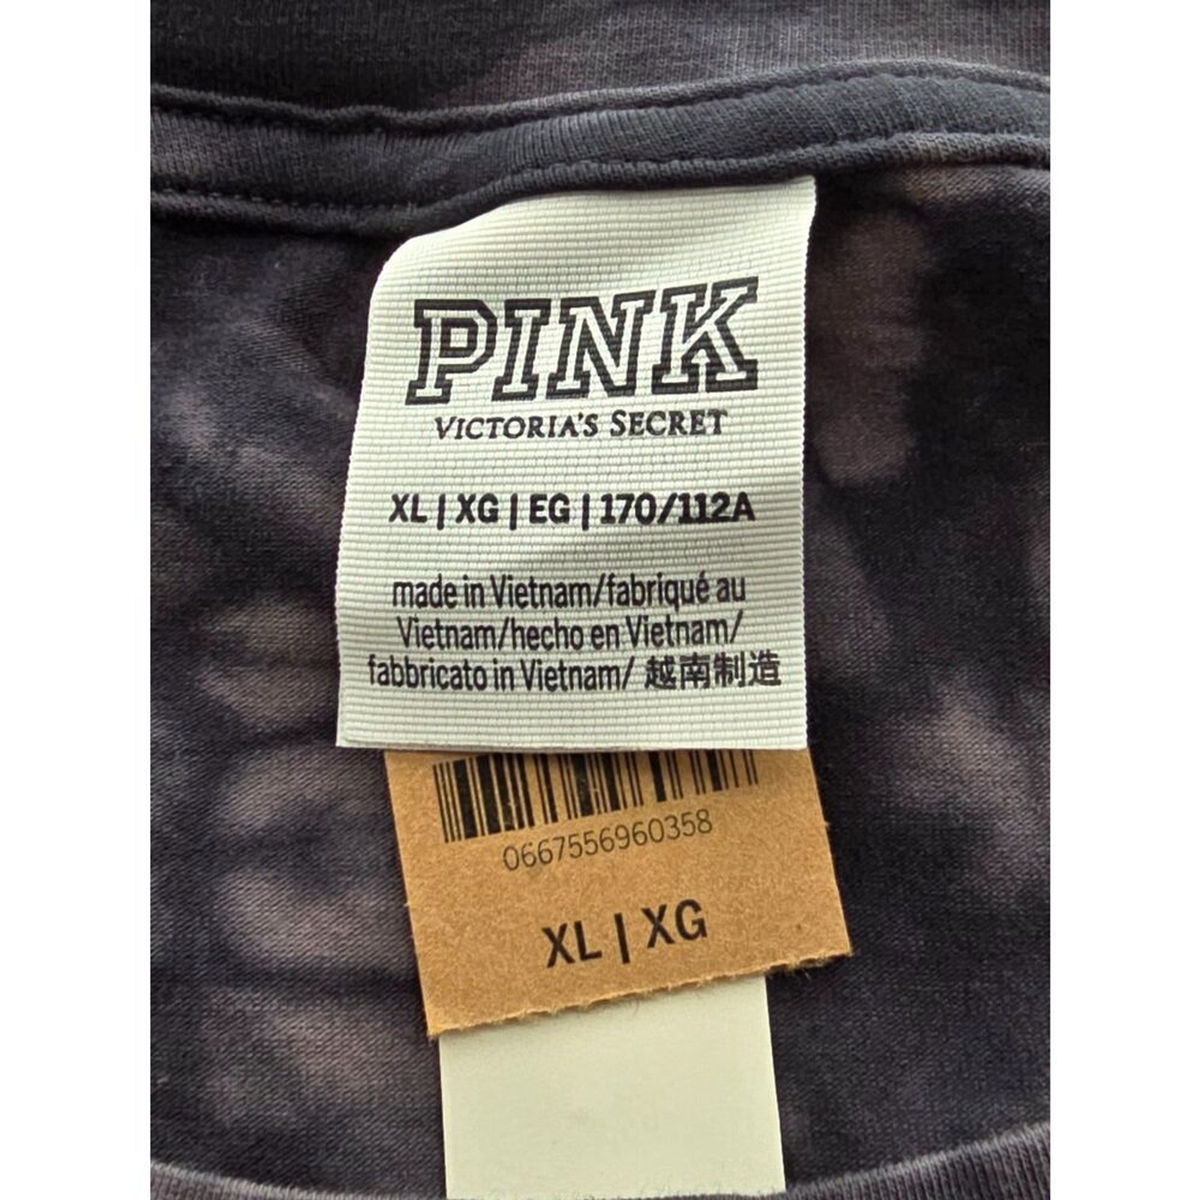 PINK
VICTORIA'S SECRET
XL | XG | EG | 170/112A
made in Vietnam/fabriqué au
Vietnam/hecho en Vietnam/
fabbricato in Vietnam/ 越南制造
0667556960358
XL | XG